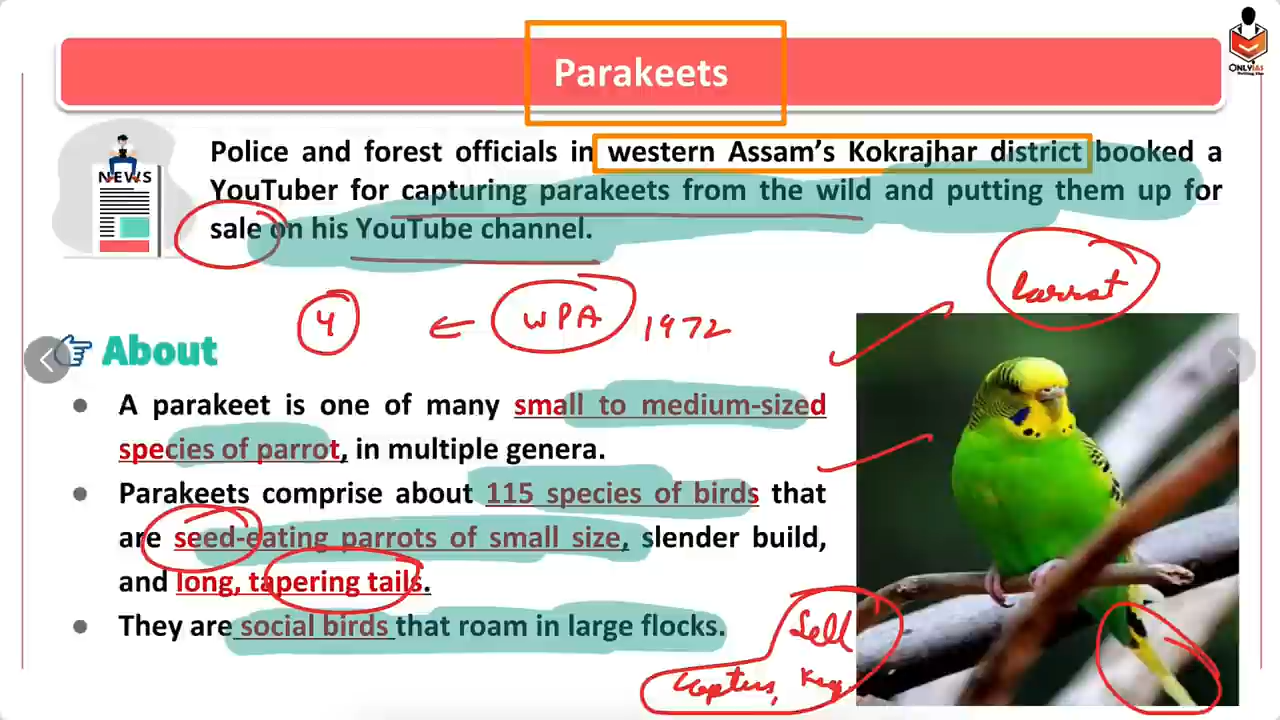 Parakeets
ONLYIAS
Police and forest officials in western Assam's Kokrajhar district booked a
NEWS
YouTuber for capturing parakeets from the wild and putting them up for
sale on his YouTube channel.
Parrot
4 ← WPA 1972
About
A parakeet is one of many small to medium-sized
species of parrot, in multiple genera.
Parakeets comprise about 115 species of birds that
are seed-eating parrots of small size, slender build,
and long, tapering tails.
They are social birds that roam in large flocks.
Sell